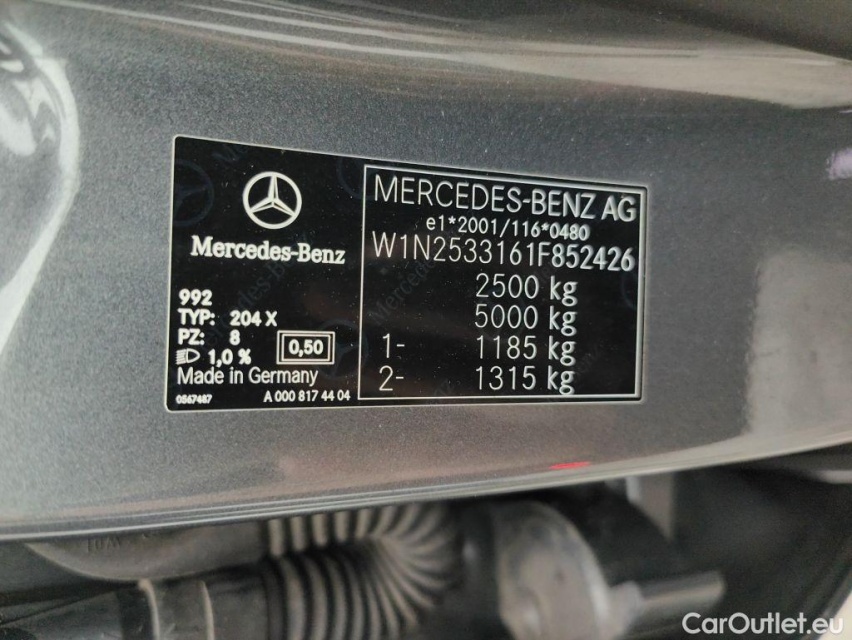 Mercedes-Benz
992
TYP: 204 X
PZ: 8
1,0 %
0,50
Made in Germany
0567487
A 000 817 44 04
MERCEDES-BENZ AG
e1*2001/116*0480
W1N2533161F852426
2500 kg
5000 kg
1- 1185 kg
2- 1315 kg
CarOutlet.eu